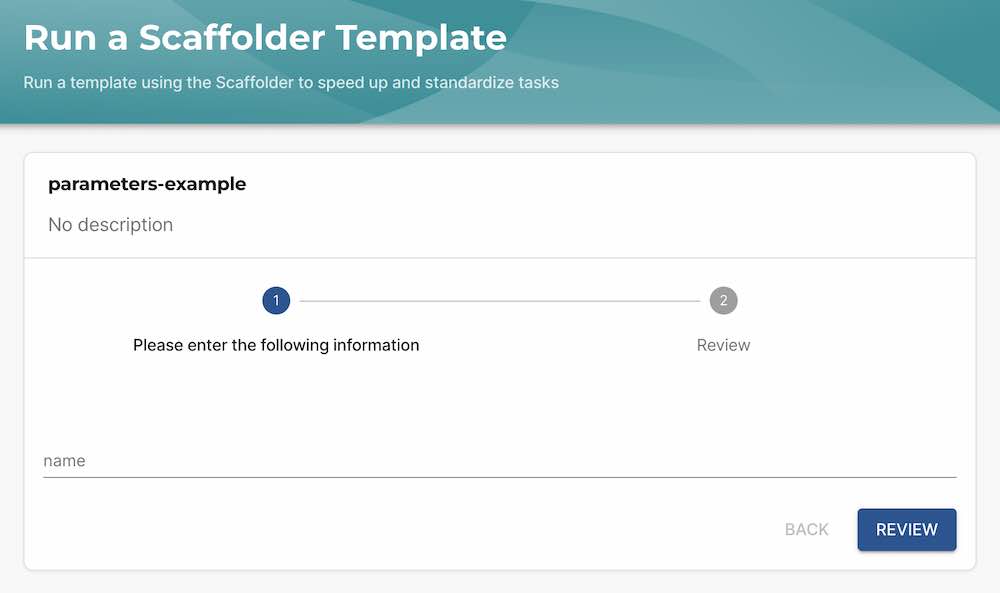 Run a Scaffolder Template
Run a template using the Scaffolder to speed up and standardize tasks
parameters-example
No description
1
2
Please enter the following information
Review
name
BACK
REVIEW